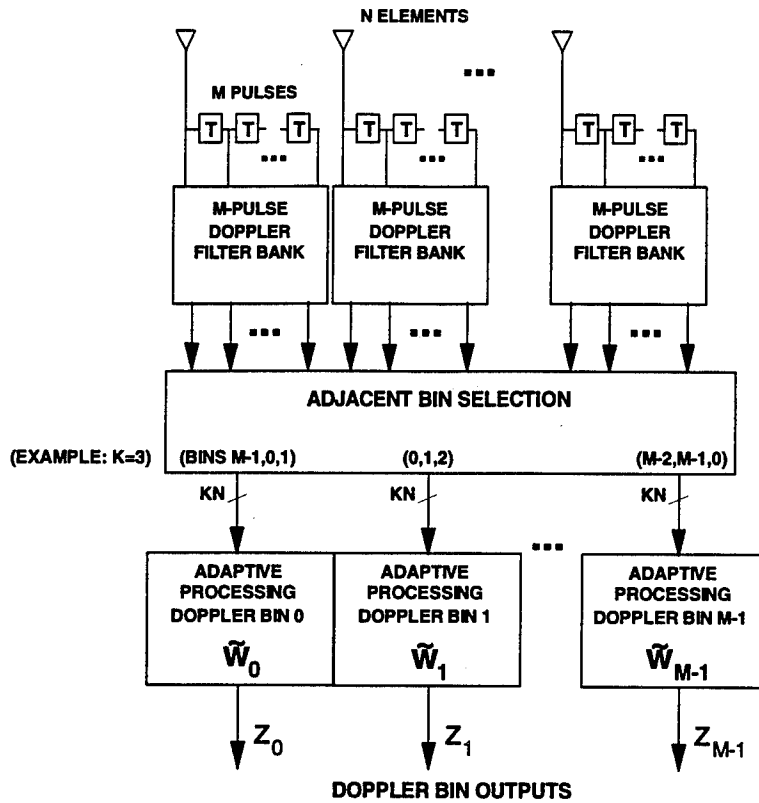 N ELEMENTS
M PULSES
T T T T T T T T T
M-PULSE DOPPLER FILTER BANK
M-PULSE DOPPLER FILTER BANK
M-PULSE DOPPLER FILTER BANK
ADJACENT BIN SELECTION
(EXAMPLE: K=3) (BINS M-1,0,1) (0,1,2) (M-2,M-1,0)
KN KN KN
ADAPTIVE PROCESSING DOPPLER BIN 0
W̃0
ADAPTIVE PROCESSING DOPPLER BIN 1
W̃1
ADAPTIVE PROCESSING DOPPLER BIN M-1
W̃M-1
Z0 Z1 ZM-1
DOPPLER BIN OUTPUTS